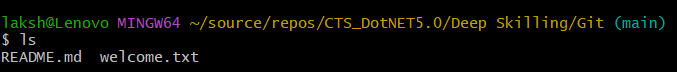 laksh@Lenovo MINGW64 ~/source/repos/CTS_DotNET5.0/Deep Skilling/Git (main)
$ ls
README.md  welcome.txt